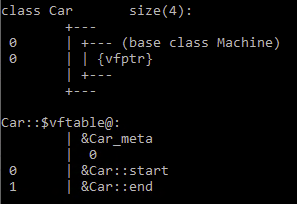 class Car	size(4):
	+---
 0	| +--- (base class Machine)
 0	| | {vfptr}
	| +---
	+---

Car::$vftable@:
	| &Car_meta
	|  0
 0	| &Car::start
 1	| &Car::end